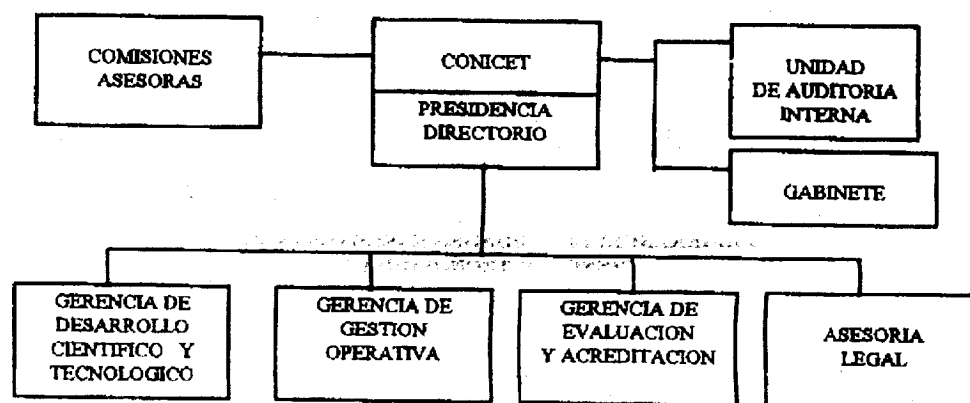 COMISIONES
ASESORAS
CONICET
PRESIDENCIA
DIRECTORIO
UNIDAD
DE AUDITORIA
INTERNA
GABINETE
GERENCIA DE
DESARROLLO
CIENTIFICO Y
TECNOLOGICO
GERENCIA DE
GESTION
OPERATIVA
GERENCIA DE
EVALUACION
Y ACREDITACION
ASESORIA
LEGAL